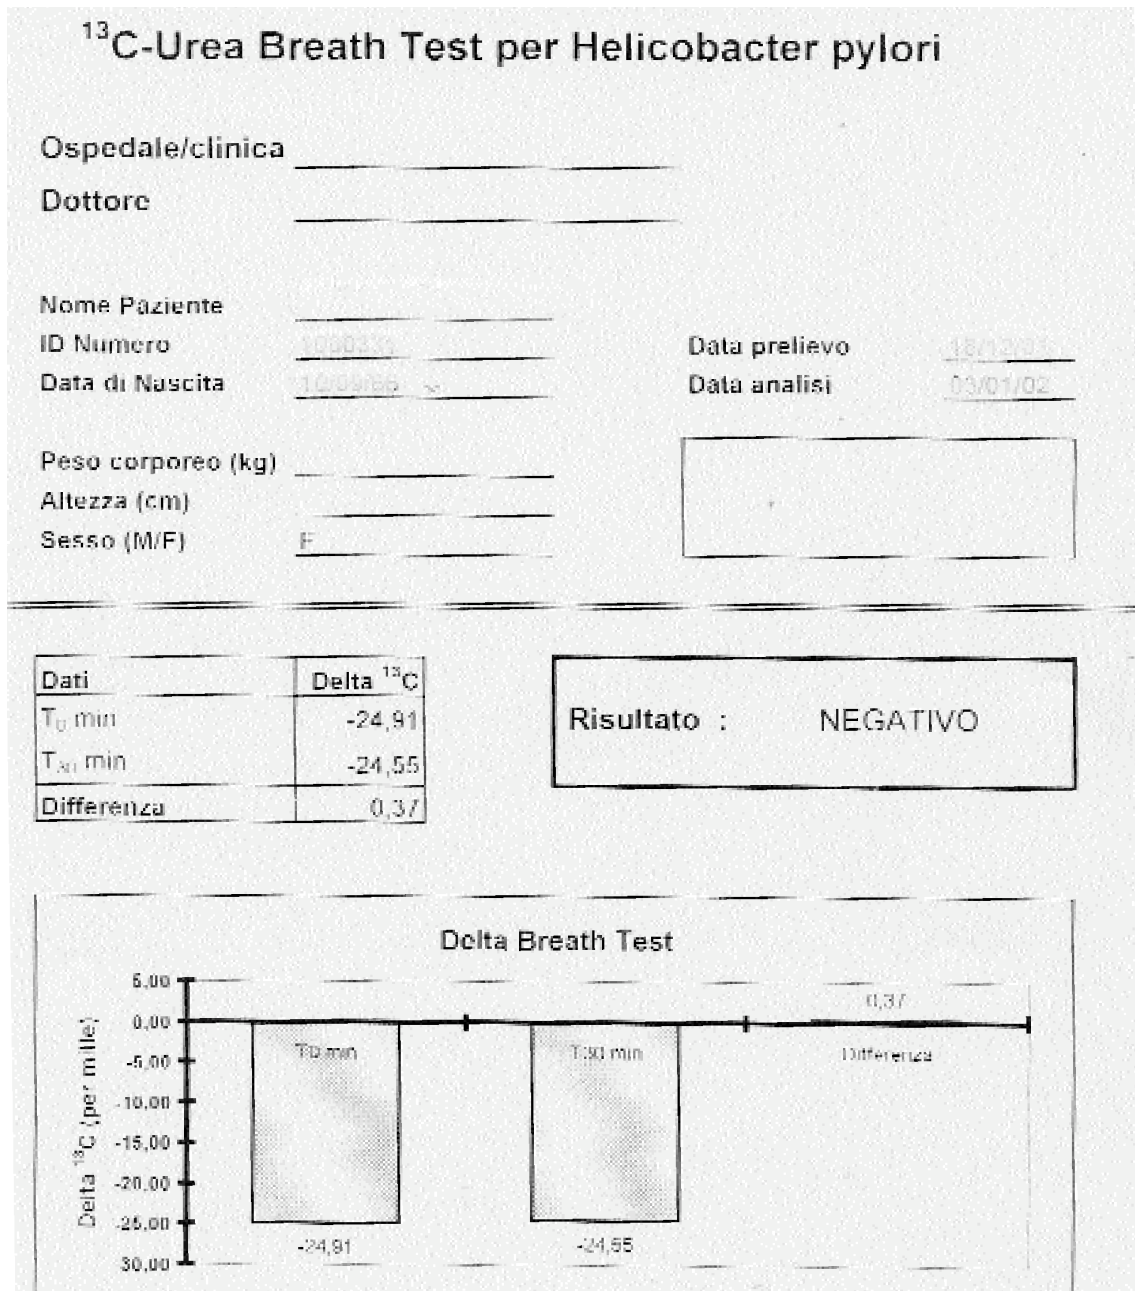 ¹³C-Urea Breath Test per Helicobacter pylori
Ospedale/clinica
Dottore
Nome Paziente
ID Numero
Data prelievo
Data di Nascita
Data analisi 03/01/02
Peso corporeo (kg)
Altezza (cm)
Sesso (M/F) F
Dati Delta ¹³C
T₀ min -24,91
T₃₀ min -24,55
Differenza 0,37
Risultato : NEGATIVO
Delta Breath Test
Delta ¹³C (per mille)
5,00
0,00
-5,00
-10,00
-15,00
-20,00
-25,00
30,00
T0 min
T30 min
Differenza
0,37
-24,91
-24,55